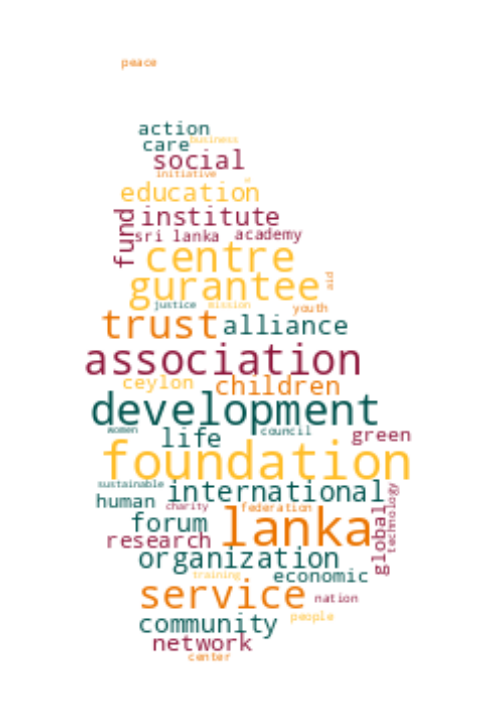 peace
action
care business
social
initiative
education
fund institute
sri lanka academy
centre
gurantee aid
justice mission youth
trust alliance
association
ceylon children
development
women life council green
foundation
sustainable international technology
human charity federation
forum lanka global
research
organization
training economic
service nation
community people
network
center